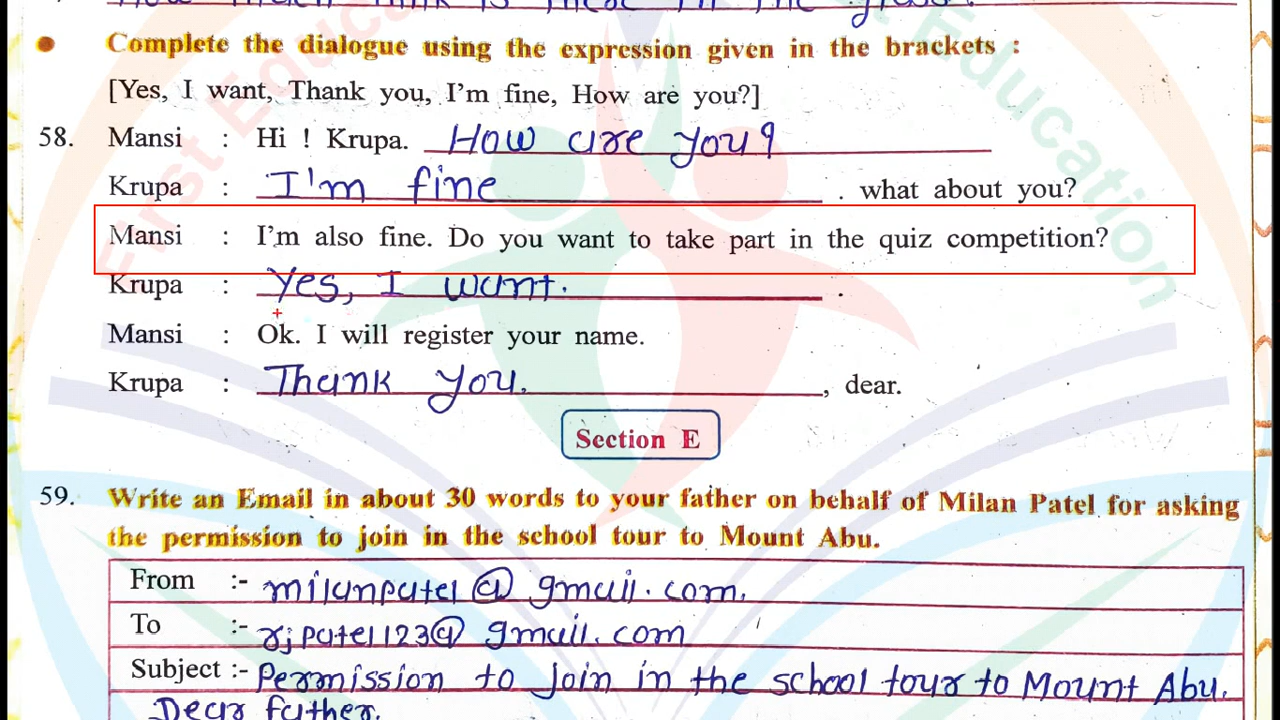 ● Complete the dialogue using the expression given in the brackets :
[Yes, I want, Thank you, I'm fine, How are you?]
58. Mansi : Hi ! Krupa. How are you?
Krupa : I'm fine . what about you?
Mansi : I'm also fine. Do you want to take part in the quiz competition?
Krupa : Yes, I want. .
Mansi : Ok. I will register your name.
Krupa : Thank you. , dear.
Section E
59. Write an Email in about 30 words to your father on behalf of Milan Patel for asking
the permission to join in the school tour to Mount Abu.
From :- milanpatel@gmail.com.
To :- rjpatel123@gmail.com
Subject :- Permission to join in the school tour to Mount Abu.
Dear father,
First Education
Education